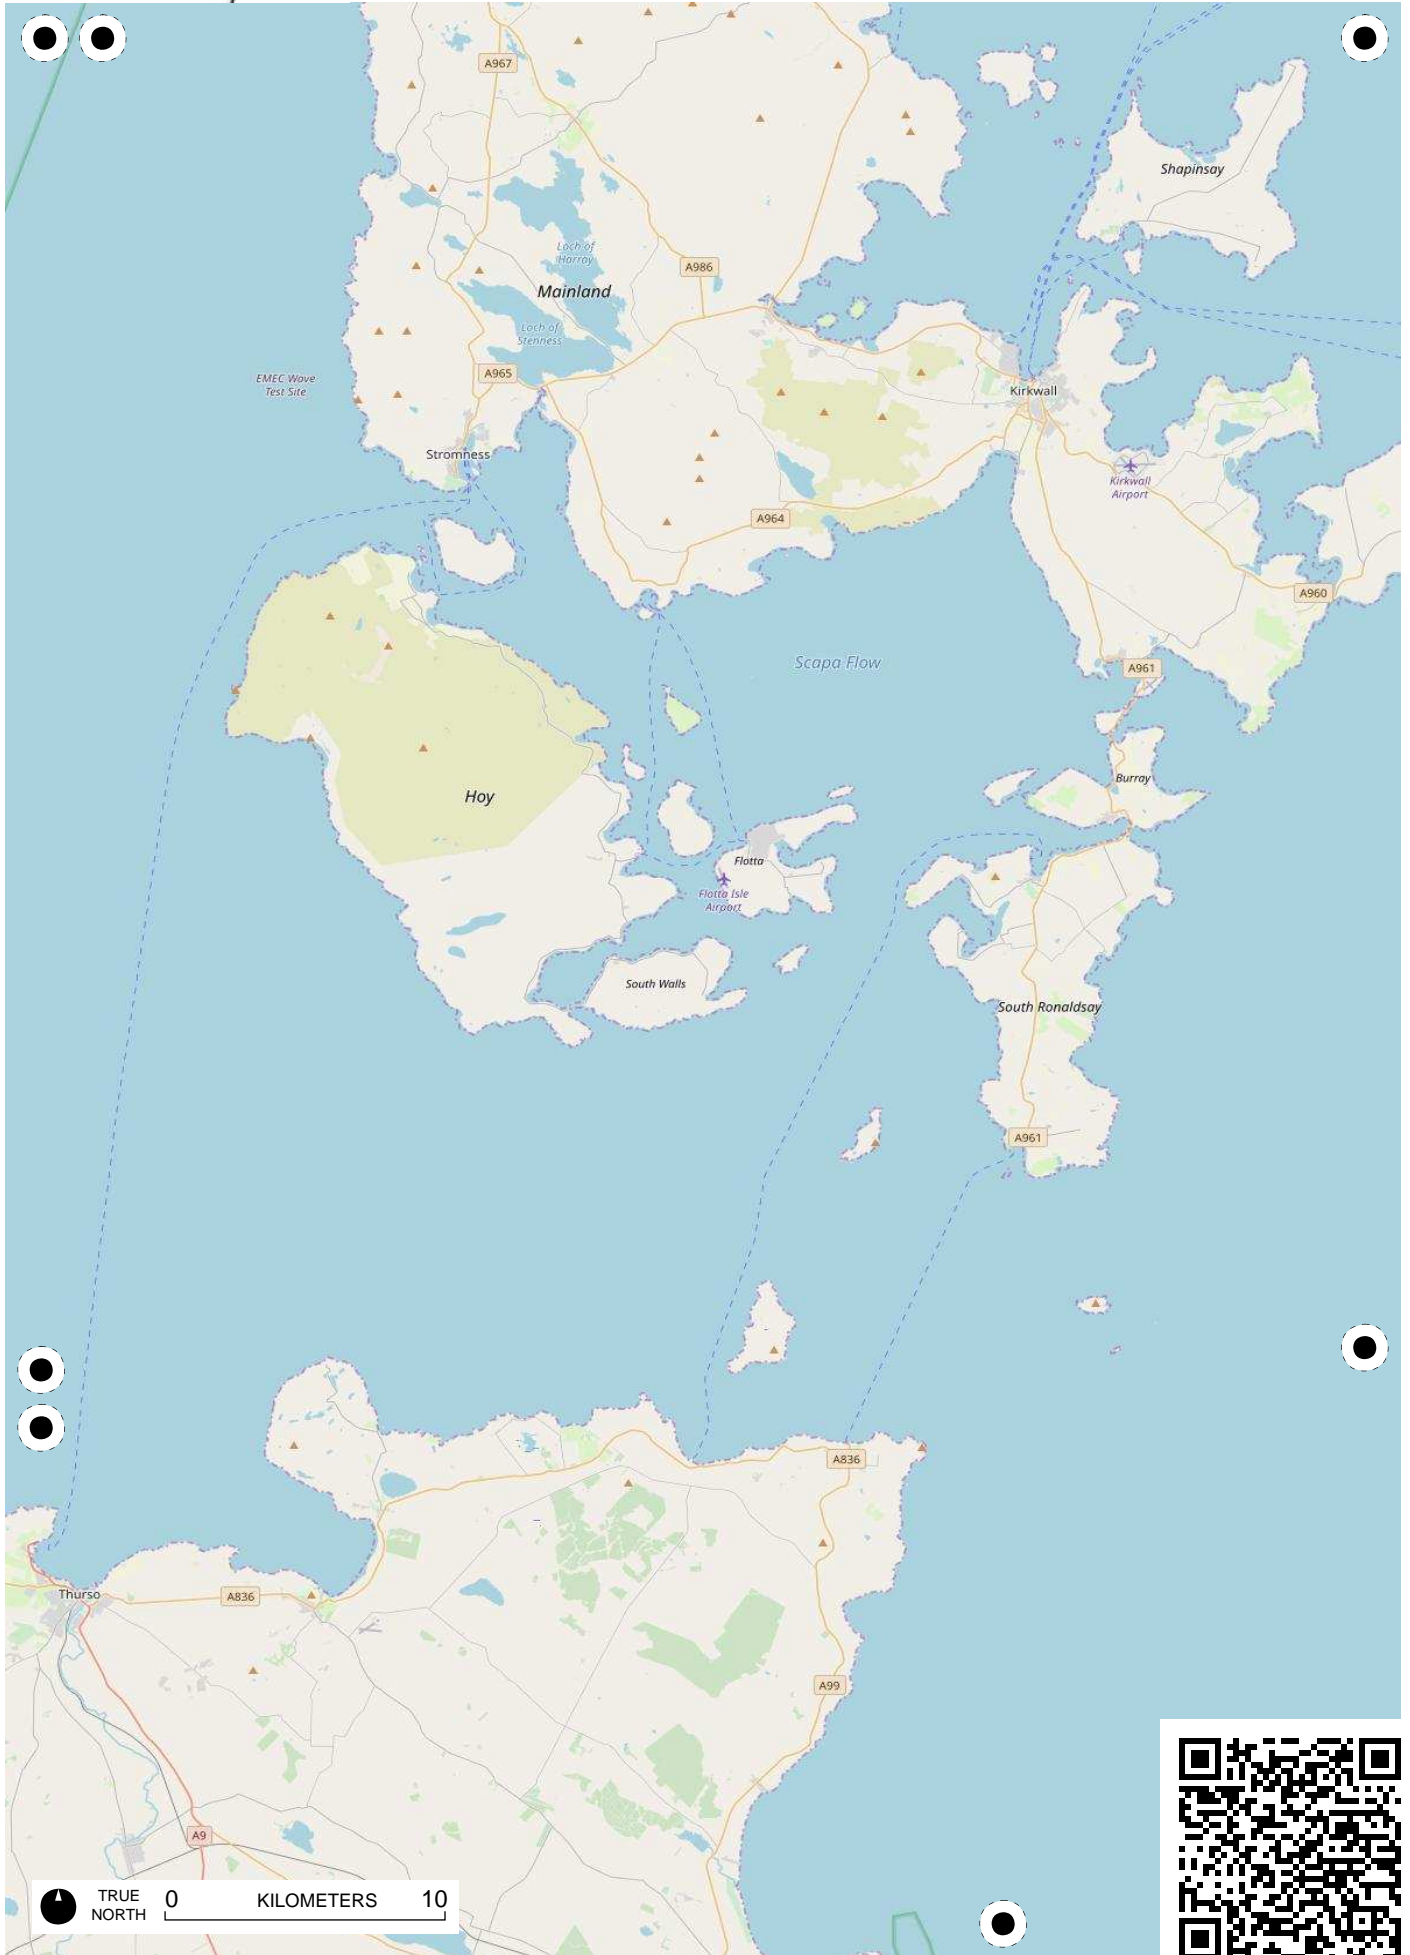 A967
Shapinsay
Loch of
Harray
A986
Mainland
Loch of
Stenness
A965
EMEC Wave
Test Site
Kirkwall
Stromness
Kirkwall
Airport
A964
A960
Scapa Flow
A961
Burray
Hoy
Flotta
Flotta Isle
Airport
South Walls
South Ronaldsay
A961
A836
Thurso
A836
A99
A9
TRUE
NORTH
0 KILOMETERS 10